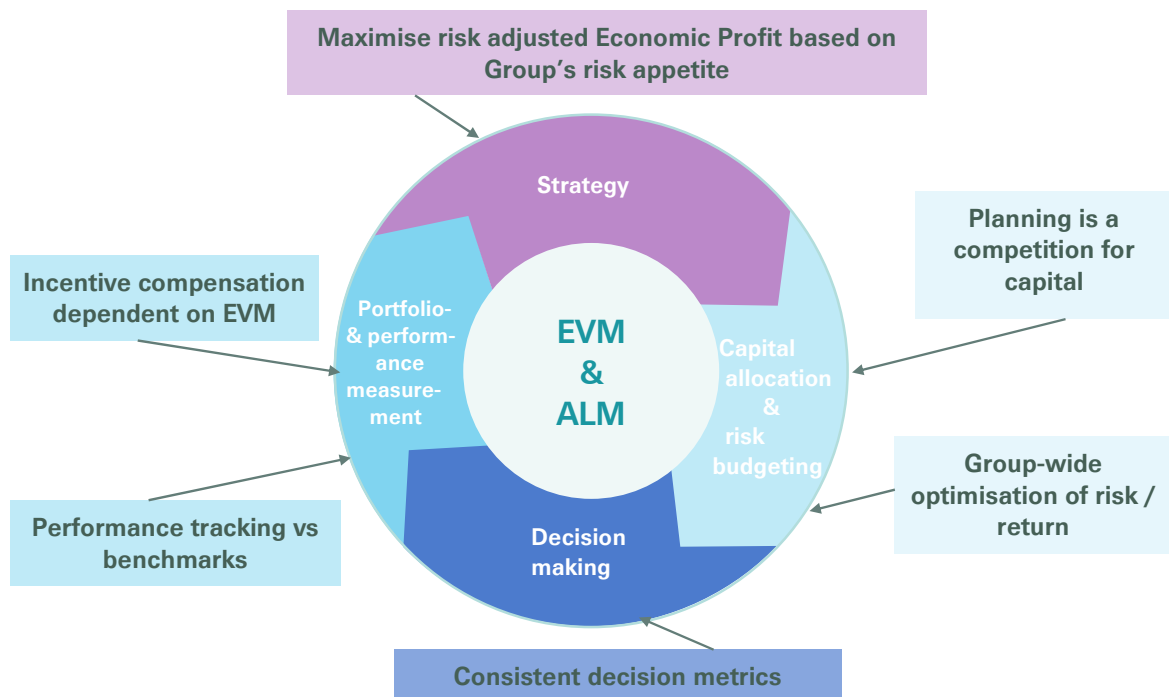 Maximise risk adjusted Economic Profit based on
Group's risk appetite
Strategy
Planning is a
competition for
capital
Incentive compensation
dependent on EVM
Portfolio-
& perform-
ance
measure-
ment
EVM
&
ALM
Capital
allocation
&
risk
budgeting
Group-wide
optimisation of risk /
return
Performance tracking vs
benchmarks
Decision
making
Consistent decision metrics